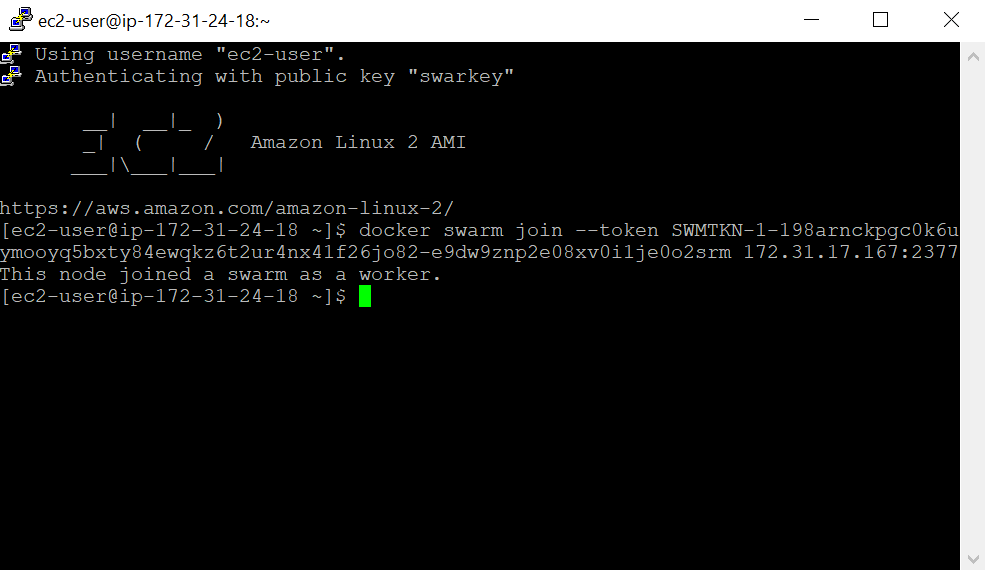 ec2-user@ip-172-31-24-18:~
Using username "ec2-user".
Authenticating with public key "swarkey"
       __|  __|_  )
       _|  (     /   Amazon Linux 2 AMI
      ___|\___|___|
https://aws.amazon.com/amazon-linux-2/
[ec2-user@ip-172-31-24-18 ~]$ docker swarm join --token SWMTKN-1-198arnckpgc0k6u
ymooyq5bxty84ewqkz6t2ur4nx41f26jo82-e9dw9znp2e08xv0i1je0o2srm 172.31.17.167:2377
This node joined a swarm as a worker.
[ec2-user@ip-172-31-24-18 ~]$